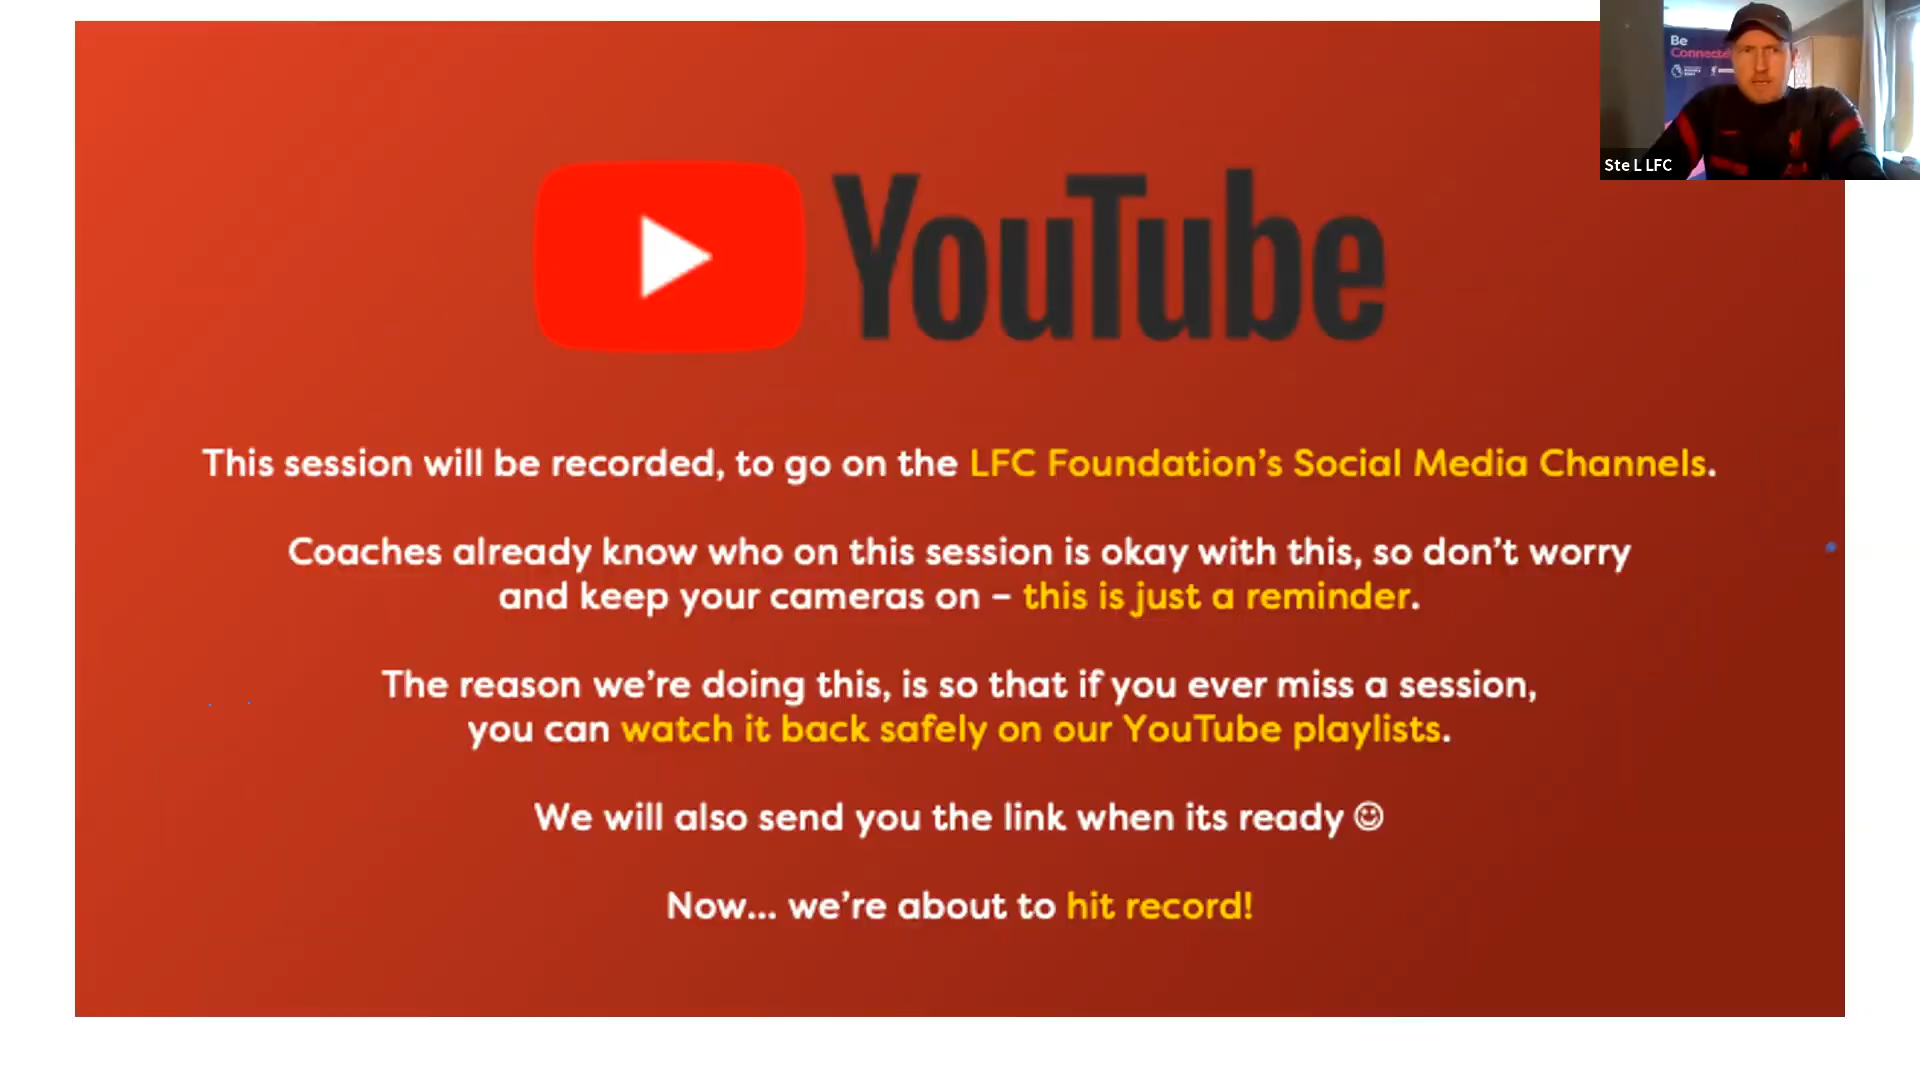 Be
Connected
Ste L LFC
YouTube
This session will be recorded, to go on the LFC Foundation’s Social Media Channels.
Coaches already know who on this session is okay with this, so don’t worry
and keep your cameras on – this is just a reminder.
The reason we’re doing this, is so that if you ever miss a session,
you can watch it back safely on our YouTube playlists.
We will also send you the link when its ready ☺
Now... we’re about to hit record!